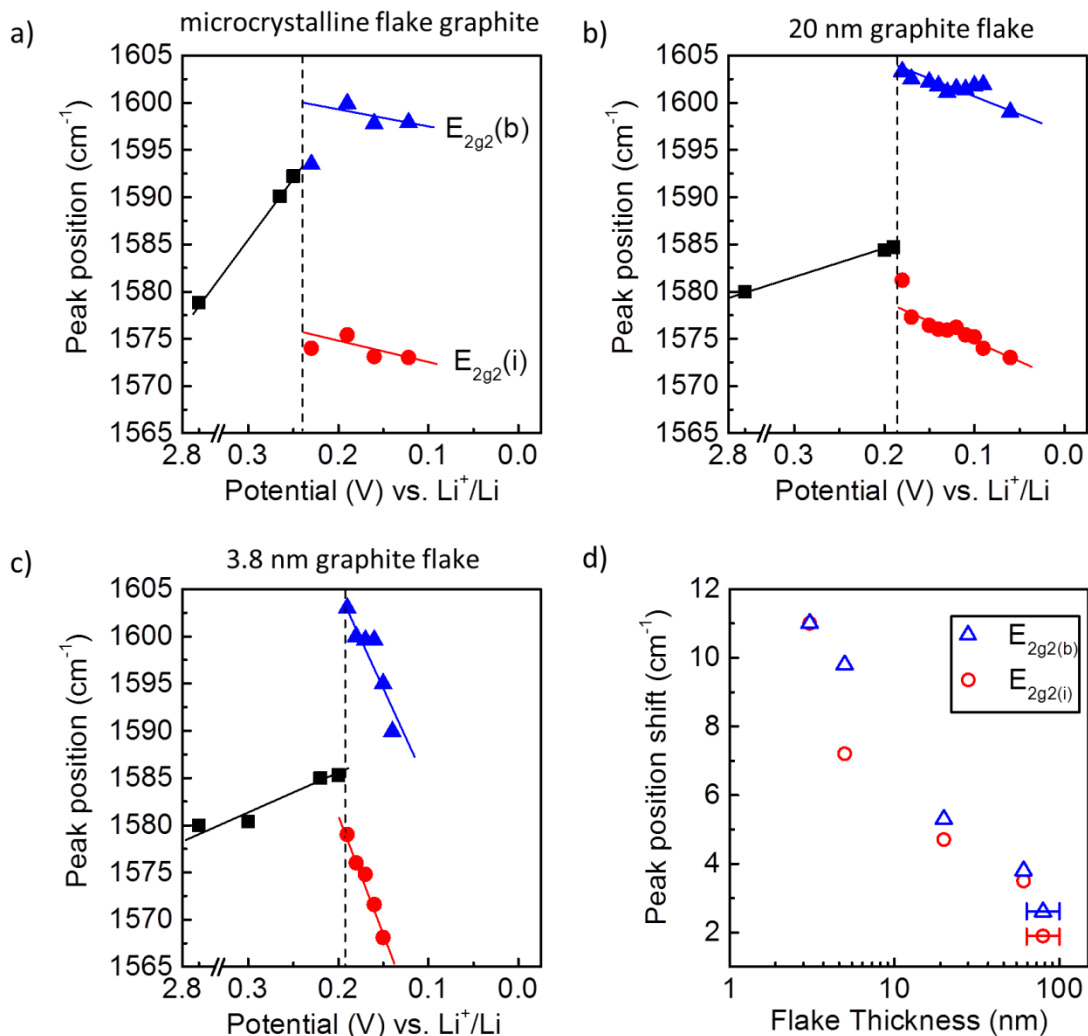 a)
microcrystalline flake graphite
1605
1600
1595
1590
1585
1580
1575
1570
1565
Peak position (cm⁻¹)
E₂g₂(b)
E₂g₂(i)
2.8 0.3 0.2 0.1 0.0
Potential (V) vs. Li⁺/Li
b)
20 nm graphite flake
1605
1600
1595
1590
1585
1580
1575
1570
1565
Peak position (cm⁻¹)
2.8 0.3 0.2 0.1 0.0
Potential (V) vs. Li⁺/Li
c)
3.8 nm graphite flake
1605
1600
1595
1590
1585
1580
1575
1570
1565
Peak position (cm⁻¹)
2.8 0.3 0.2 0.1 0.0
Potential (V) vs. Li⁺/Li
d)
12
10
8
6
4
2
Peak position shift (cm⁻¹)
E₂g₂(b)
E₂g₂(i)
1 10 100
Flake Thickness (nm)